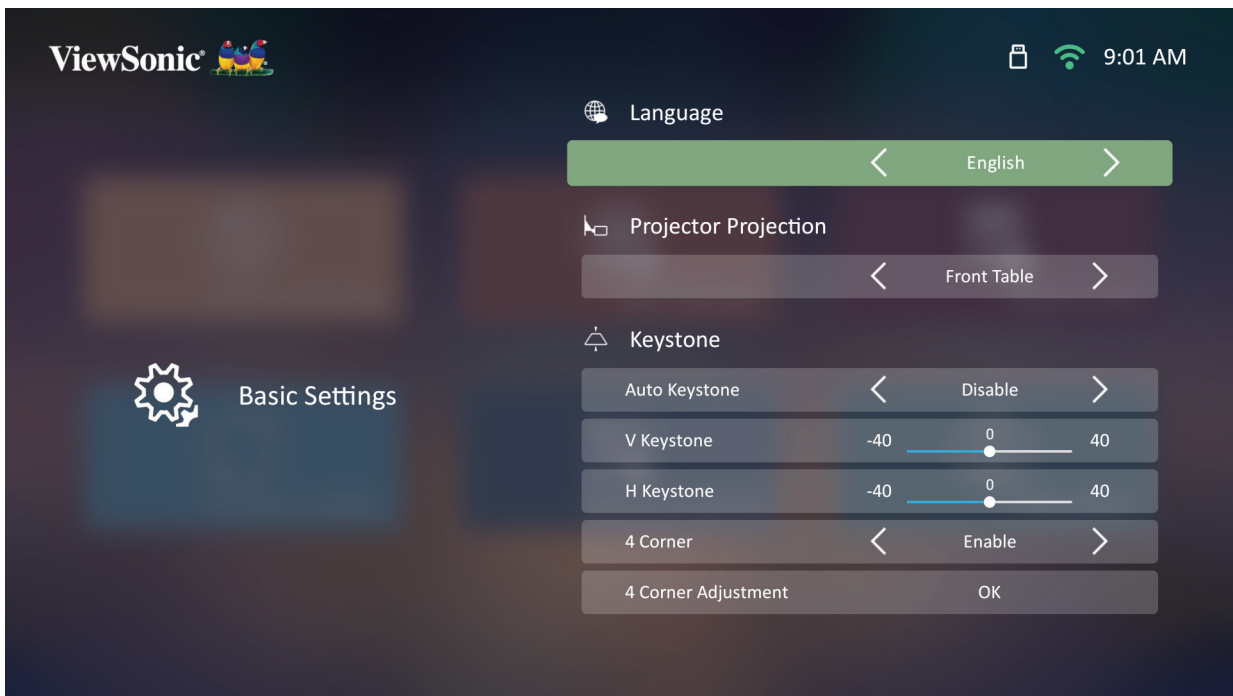 ViewSonic®
9:01 AM
Language
English
Projector Projection
Front Table
Keystone
Auto Keystone Disable
V Keystone -40 0 40
H Keystone -40 0 40
4 Corner Enable
4 Corner Adjustment OK
Basic Settings